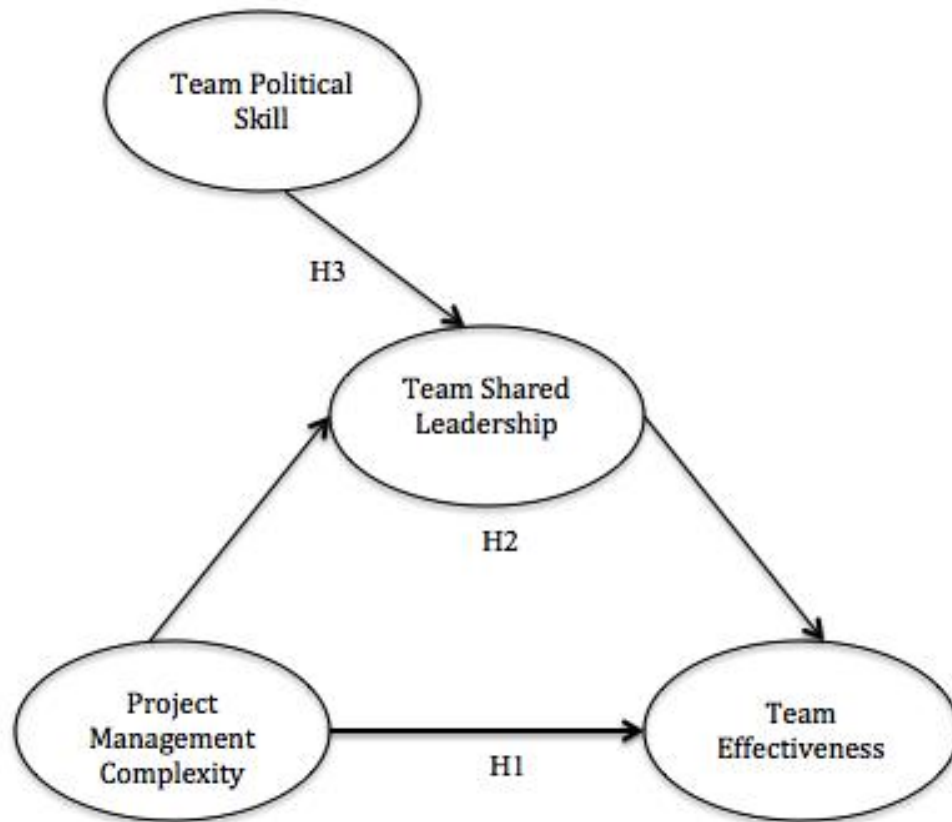 Team Political
Skill
H3
Team Shared
Leadership
H2
Project
Management
Complexity
H1
Team
Effectiveness